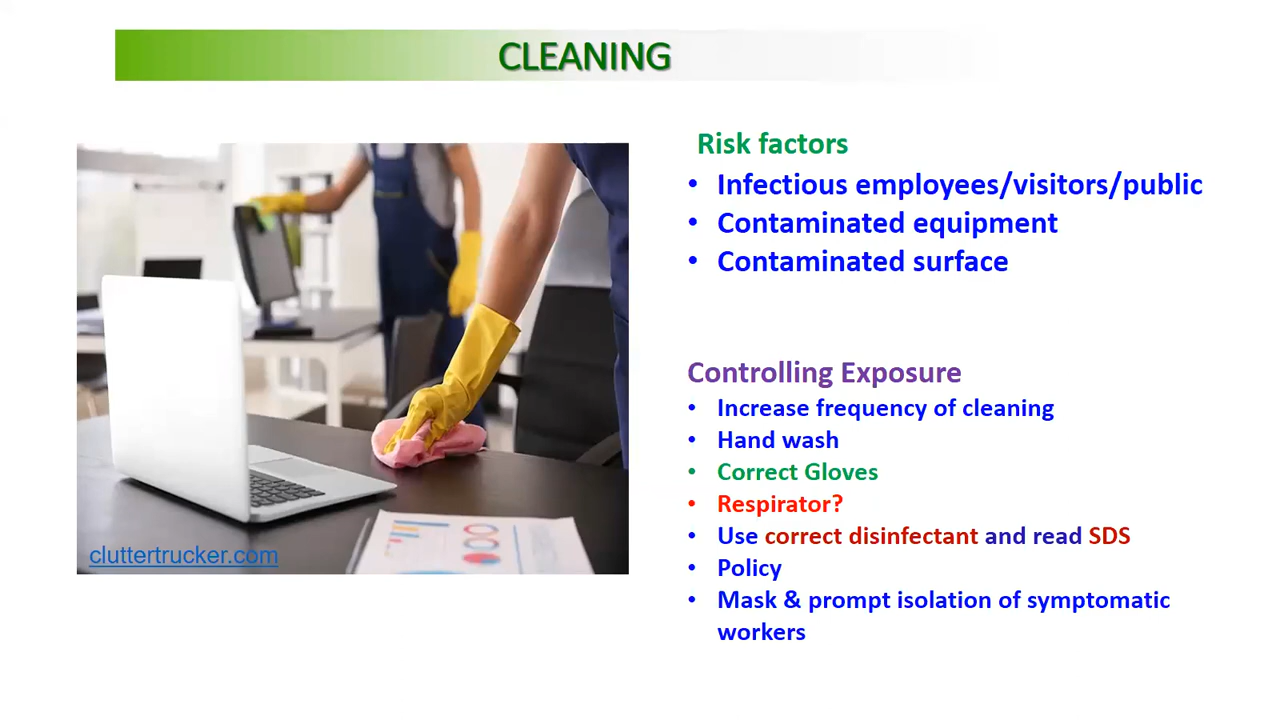 CLEANING
Risk factors
• Infectious employees/visitors/public
• Contaminated equipment
• Contaminated surface
Controlling Exposure
• Increase frequency of cleaning
• Hand wash
• Correct Gloves
• Respirator?
• Use correct disinfectant and read SDS
• Policy
• Mask & prompt isolation of symptomatic
workers
cluttertrucker.com